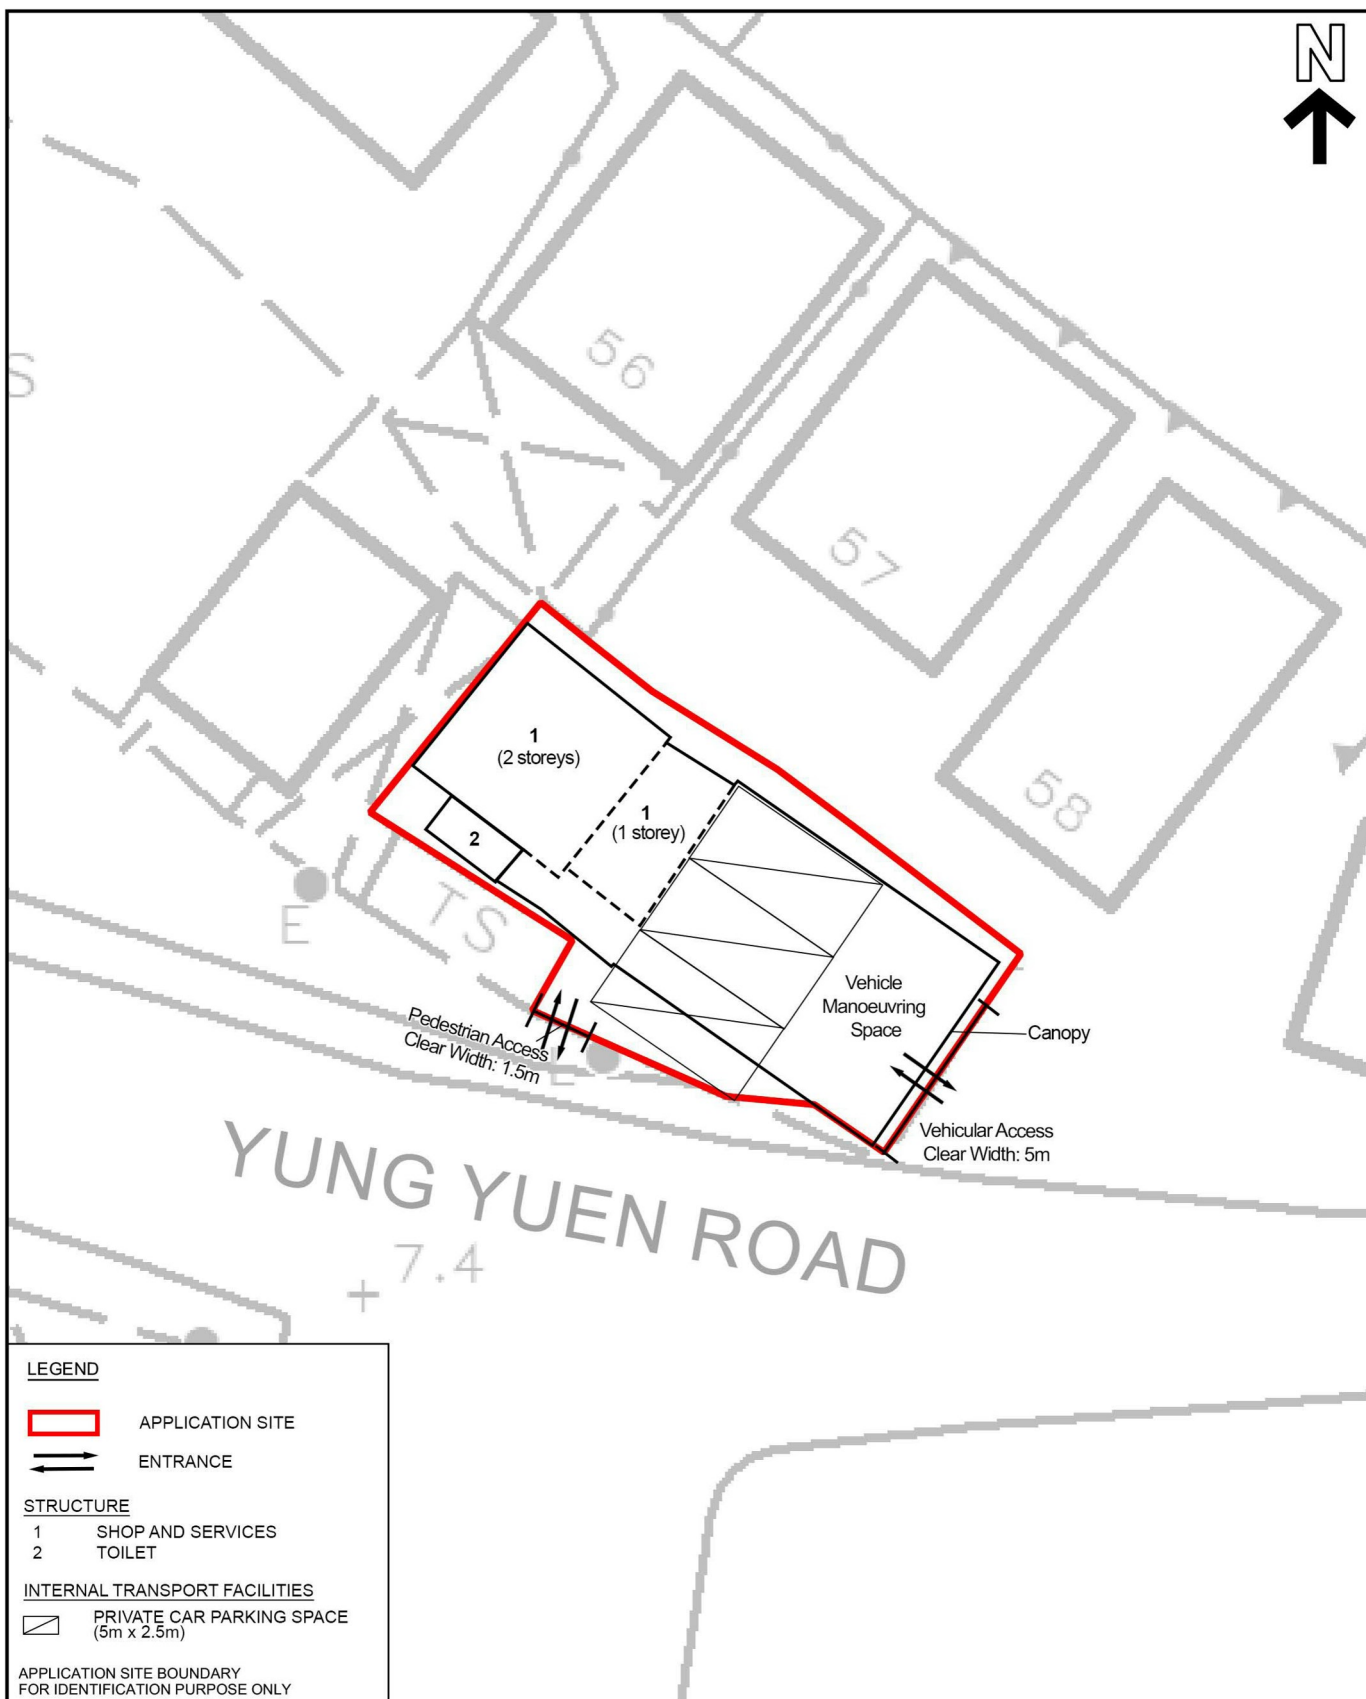 N
56
S
57
58
1
(2 storeys)
1
(1 storey)
2
TS
E
Vehicle
Manoeuvring
Space
Canopy
Pedestrian Access
Clear Width: 1.5m
Vehicular Access
Clear Width: 5m
YUNG YUEN ROAD
+ 7.4
LEGEND
APPLICATION SITE
ENTRANCE
STRUCTURE
1 SHOP AND SERVICES
2 TOILET
INTERNAL TRANSPORT FACILITIES
PRIVATE CAR PARKING SPACE
(5m x 2.5m)
APPLICATION SITE BOUNDARY
FOR IDENTIFICATION PURPOSE ONLY